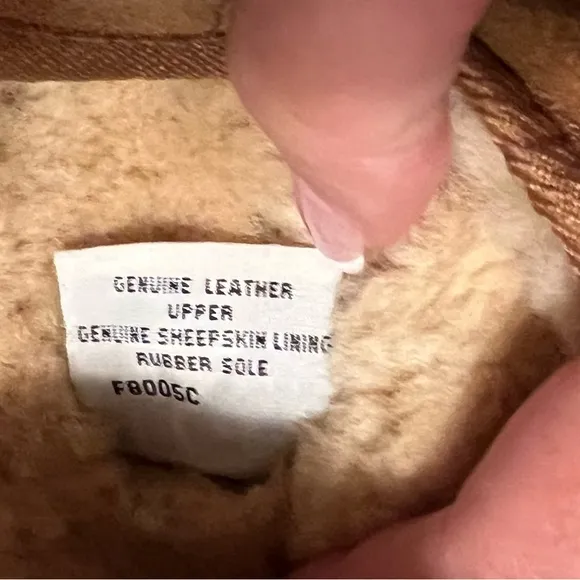 GENUINE LEATHER
UPPER
GENUINE SHEEPSKIN LINING
RUBBER SOLE
F8005C